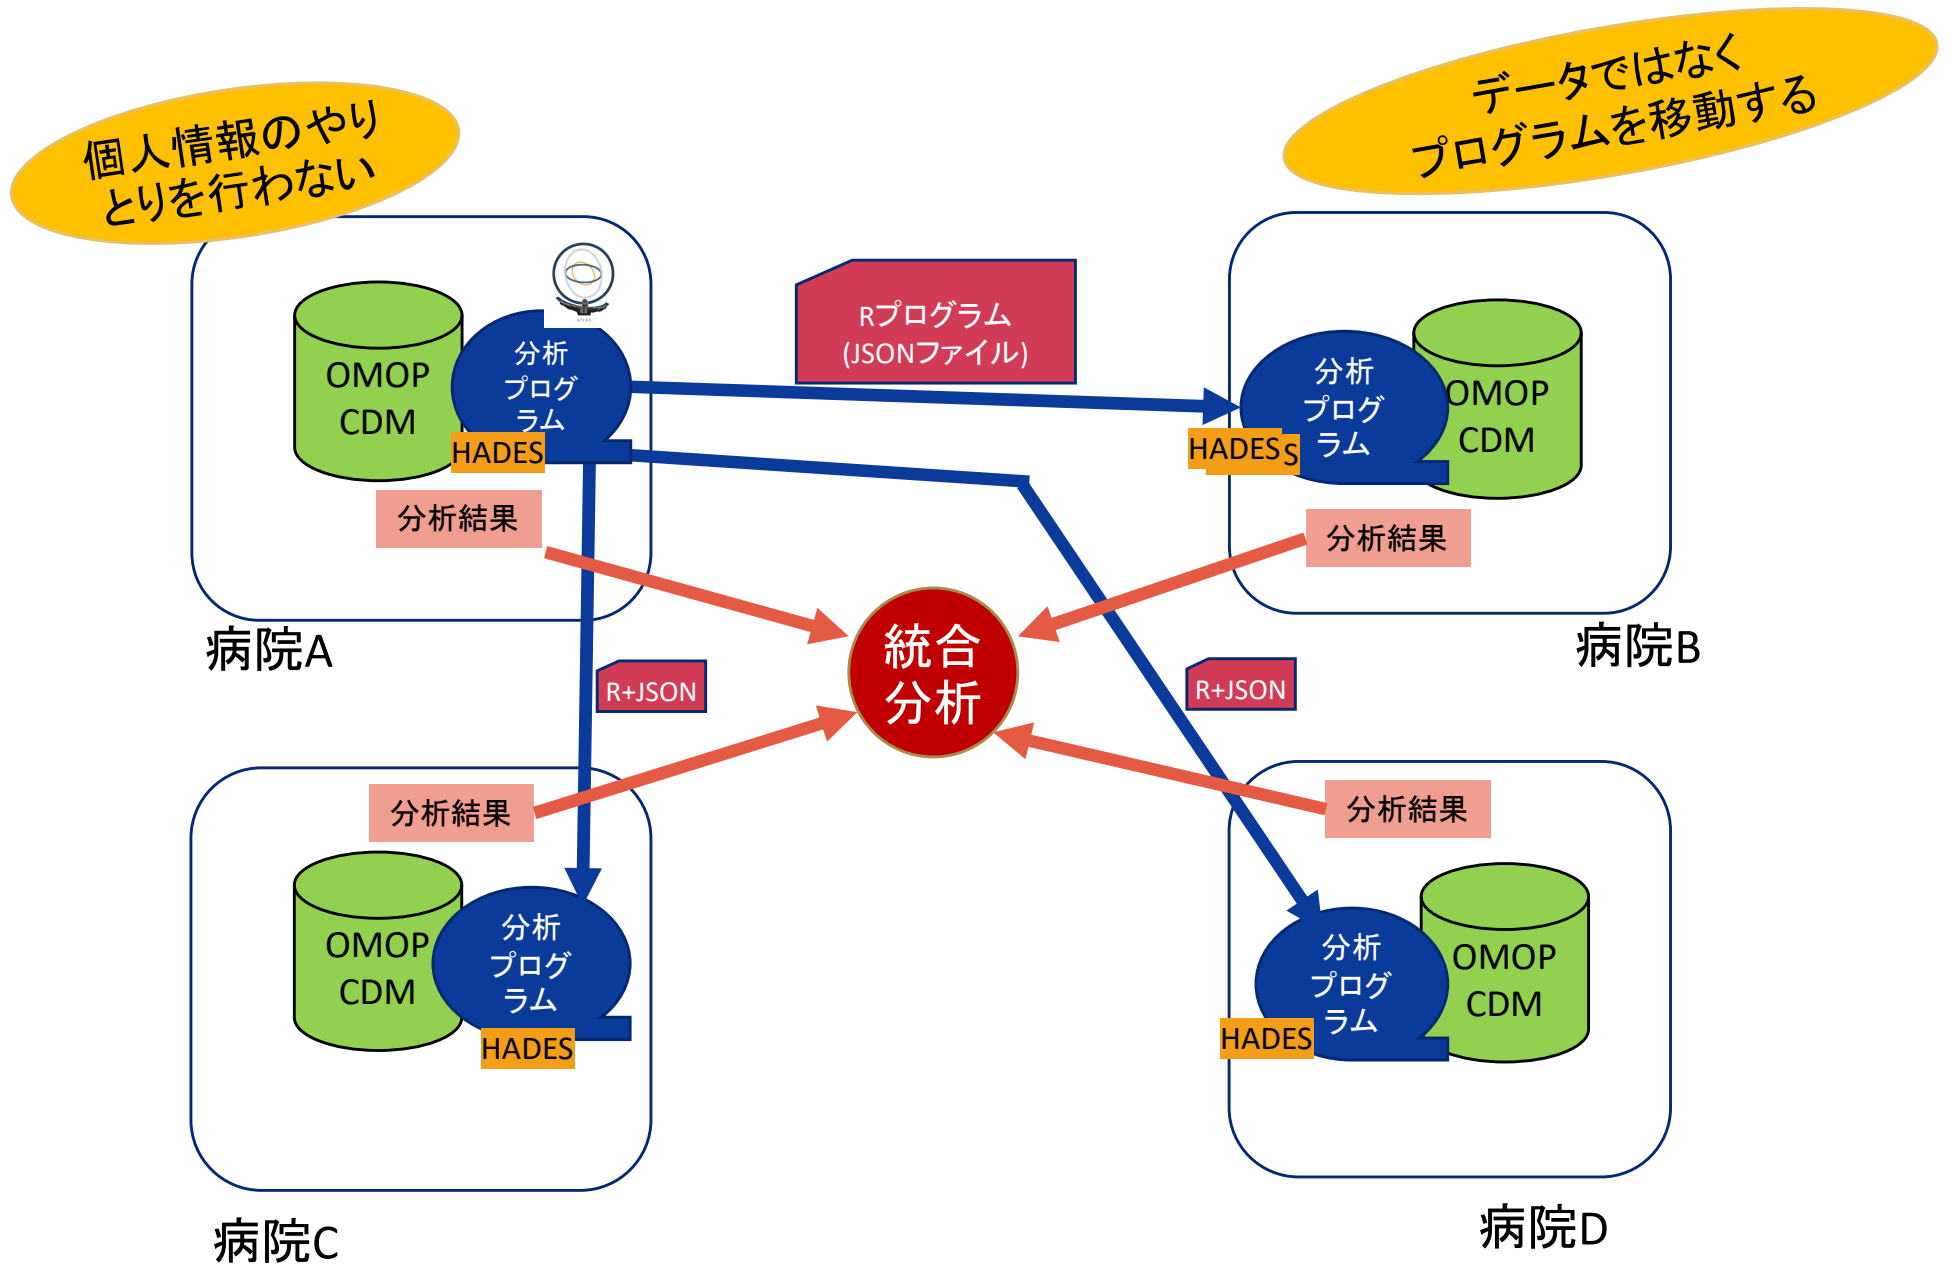 個人情報のやり
とりを行わない
データではなく
プログラムを移動する
ATLAS
OMOP
CDM
分析
プログ
ラム
HADES
分析結果
病院A
Rプログラム
(JSONファイル)
分析
プログ
ラム
OMOP
CDM
HADES
S
分析結果
病院B
統合
分析
R+JSON
R+JSON
分析結果
OMOP
CDM
分析
プログ
ラム
HADES
病院C
分析結果
分析
プログ
ラム
OMOP
CDM
HADES
病院D